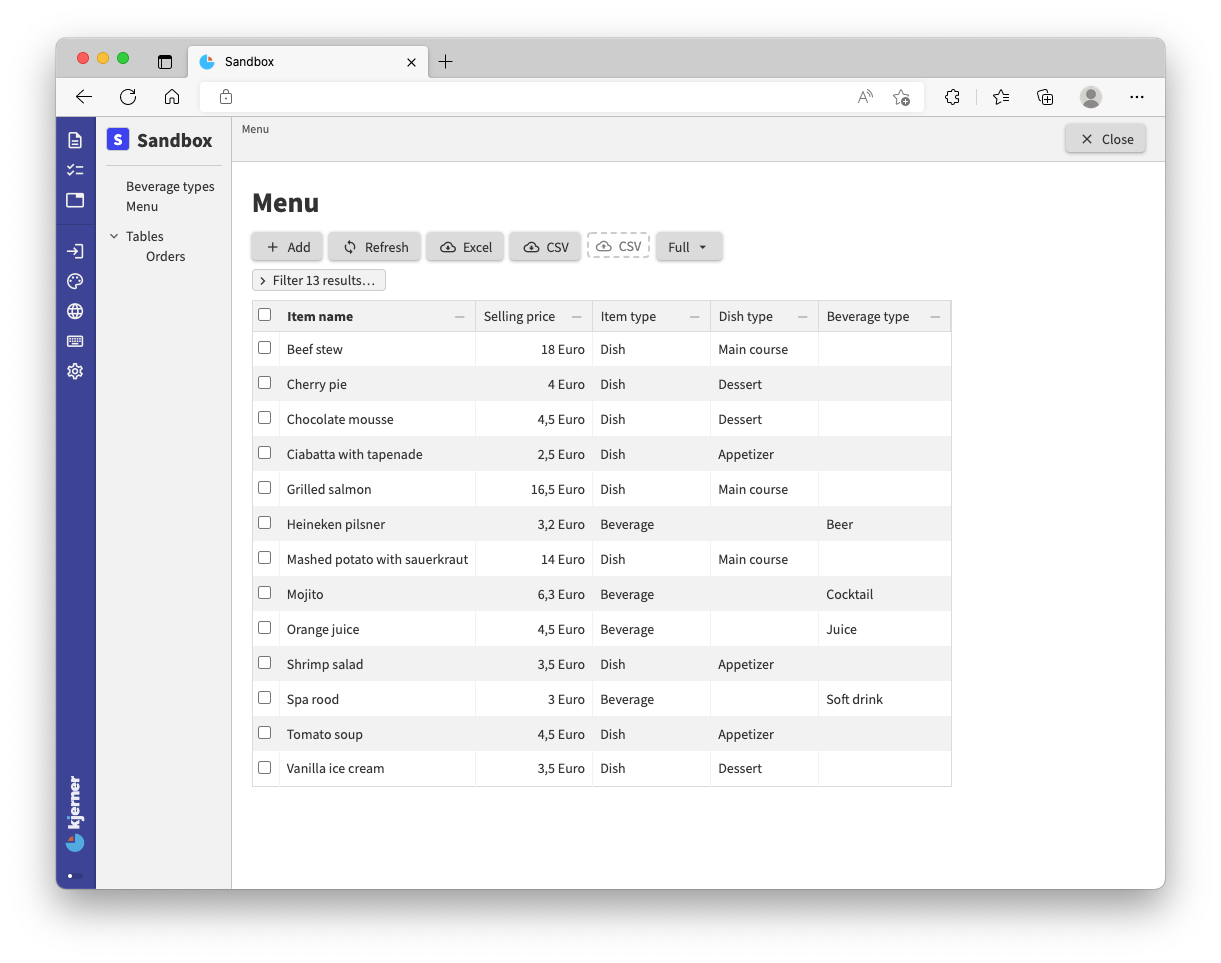 Sandbox
S Sandbox
Menu
Close
Beverage types
Menu
Tables
Orders
Menu
Add Refresh Excel CSV CSV Full
Filter 13 results…
Item name Selling price Item type Dish type Beverage type
Beef stew 18 Euro Dish Main course
Cherry pie 4 Euro Dish Dessert
Chocolate mousse 4,5 Euro Dish Dessert
Ciabatta with tapenade 2,5 Euro Dish Appetizer
Grilled salmon 16,5 Euro Dish Main course
Heineken pilsner 3,2 Euro Beverage Beer
Mashed potato with sauerkraut 14 Euro Dish Main course
Mojito 6,3 Euro Beverage Cocktail
Orange juice 4,5 Euro Beverage Juice
Shrimp salad 3,5 Euro Dish Appetizer
Spa rood 3 Euro Beverage Soft drink
Tomato soup 4,5 Euro Dish Appetizer
Vanilla ice cream 3,5 Euro Dish Dessert
kjerner